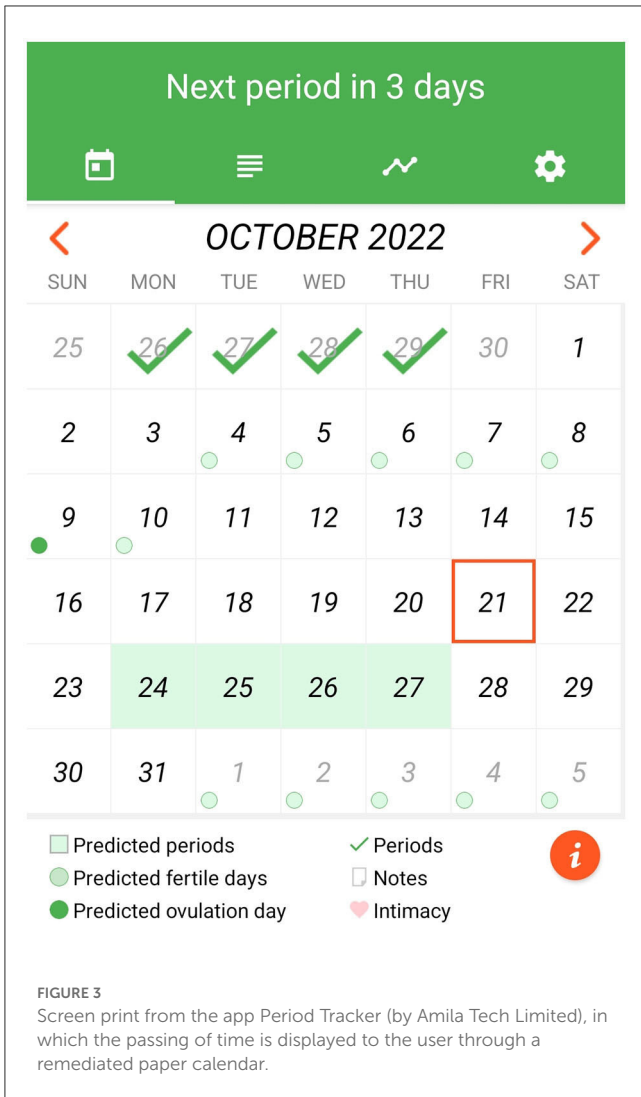 Next period in 3 days
OCTOBER 2022
SUN MON TUE WED THU FRI SAT
25 26 27 28 29 30 1
2 3 4 5 6 7 8
9 10 11 12 13 14 15
16 17 18 19 20 21 22
23 24 25 26 27 28 29
30 31 1 2 3 4 5
Predicted periods Periods
Predicted fertile days Notes
Predicted ovulation day Intimacy
i
FIGURE 3
Screen print from the app Period Tracker (by Amila Tech Limited), in
which the passing of time is displayed to the user through a
remediated paper calendar.